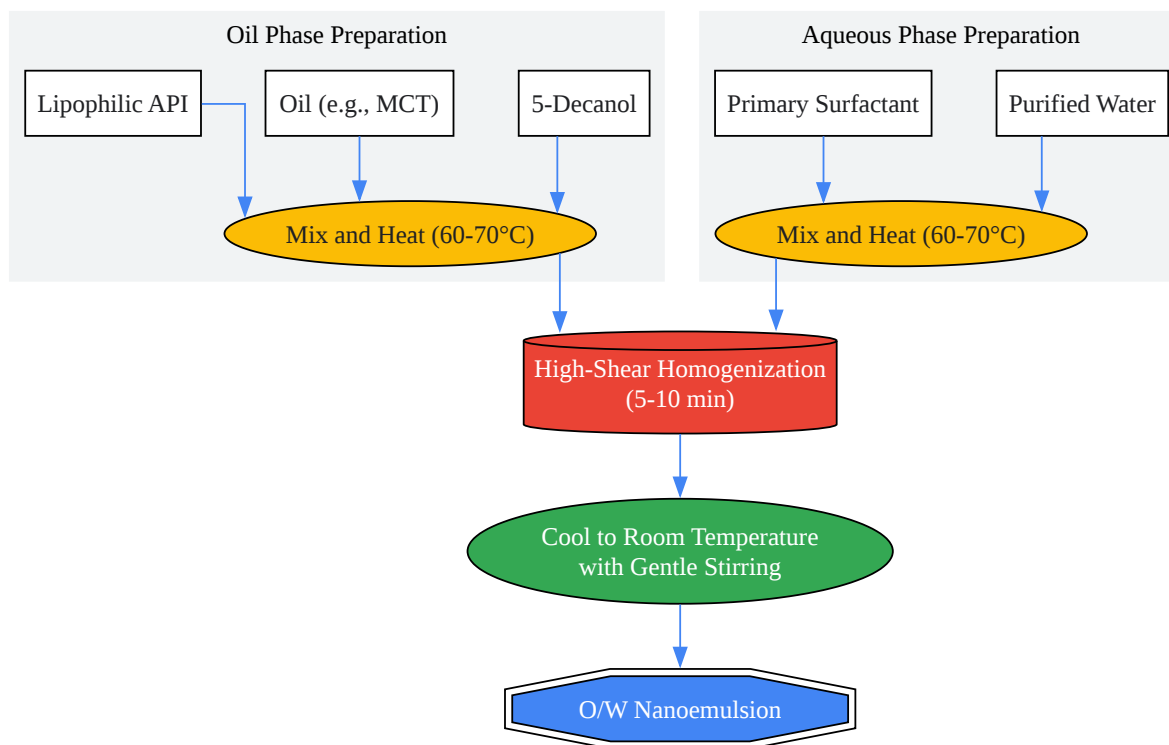 Oil Phase Preparation
Aqueous Phase Preparation
Lipophilic API
Oil (e.g., MCT)
5-Decanol
Primary Surfactant
Purified Water
Mix and Heat (60-70°C)
Mix and Heat (60-70°C)
High-Shear Homogenization
(5-10 min)
Cool to Room Temperature
with Gentle Stirring
O/W Nanoemulsion